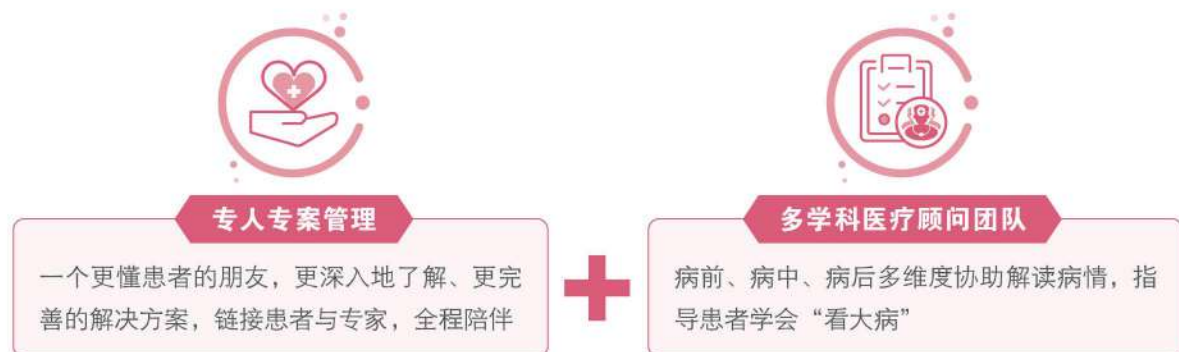 专人专案管理
一个更懂患者的朋友，更深入地了解、更完
善的解决方案，链接患者与专家，全程陪伴
多学科医疗顾问团队
病前、病中、病后多维度协助解读病情，指
导患者学会“看大病”